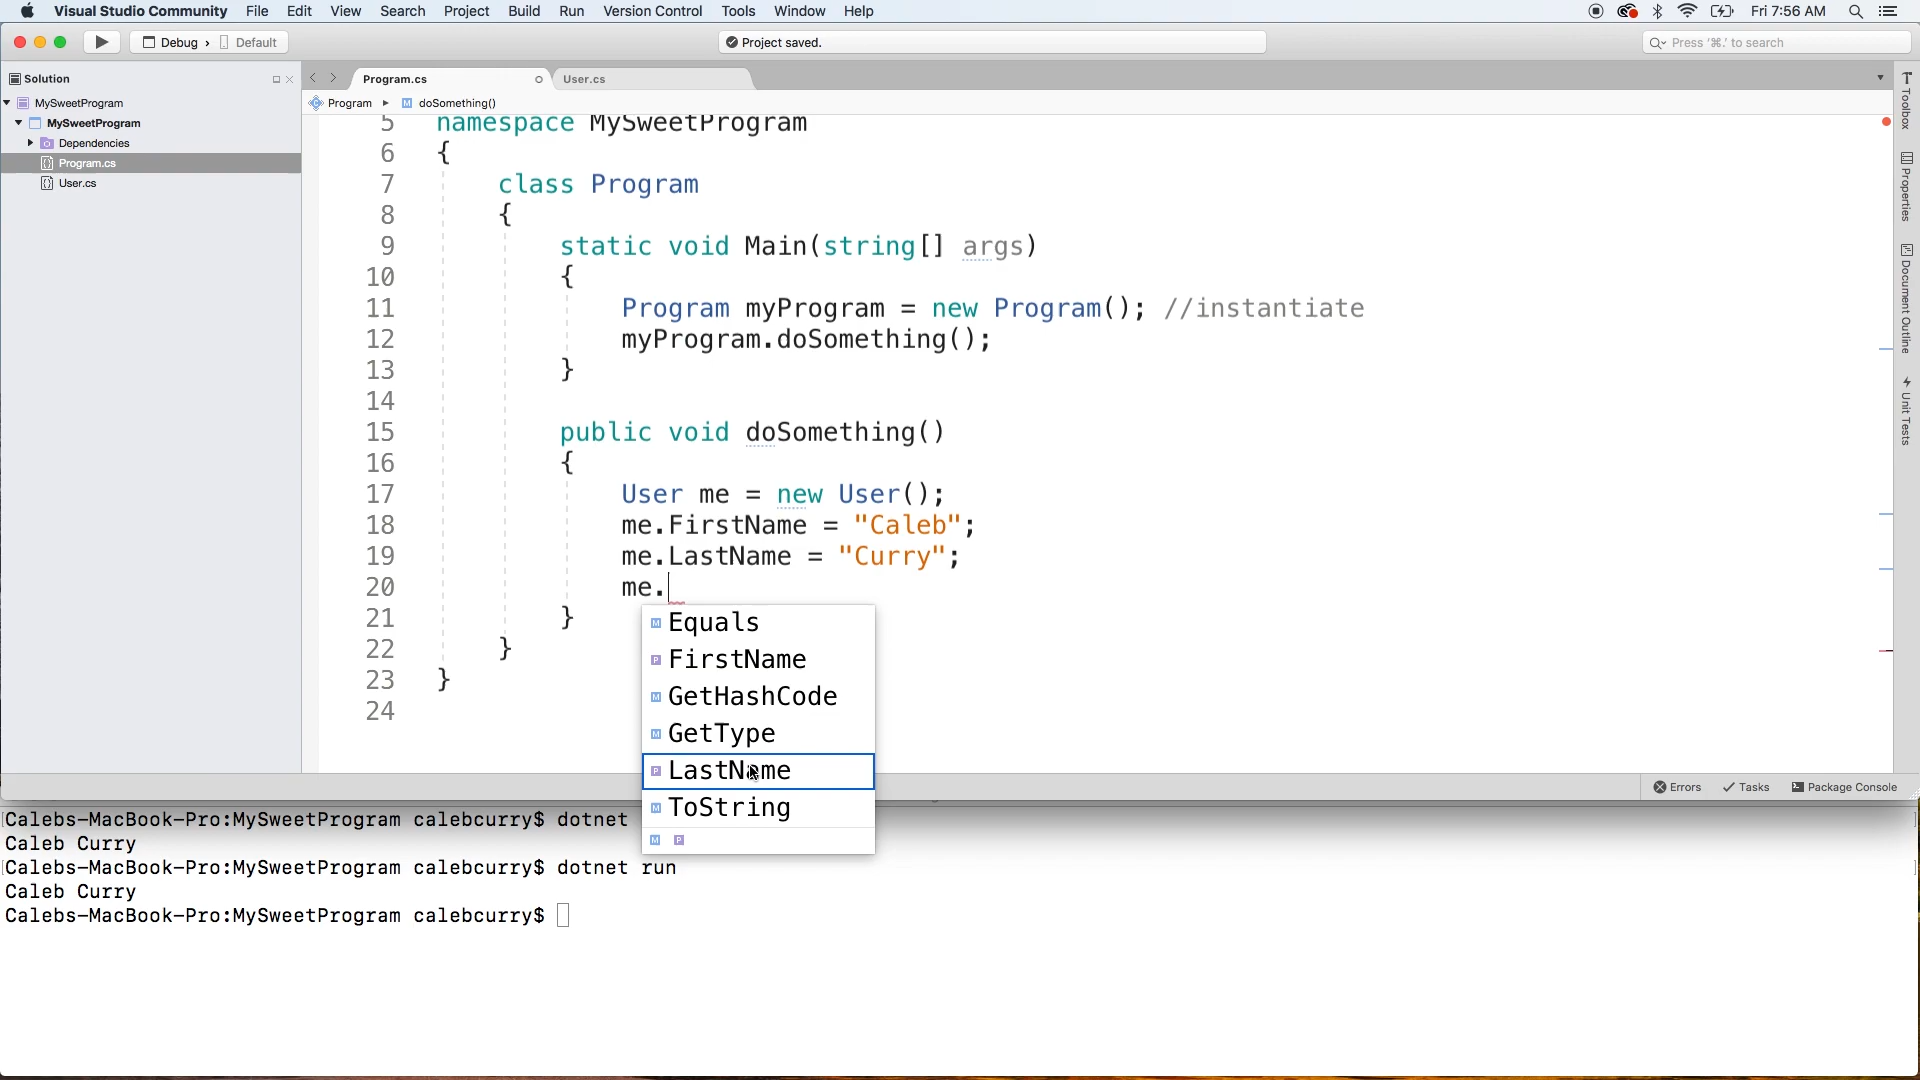 Visual Studio Community File Edit View Search Project Build Run Version Control Tools Window Help Fri 7:56 AM
Debug › Default Project saved. Press '⌘.' to search
Solution Program.cs User.cs
MySweetProgram Program ▸ doSomething()
MySweetProgram
Dependencies
Program.cs
User.cs
Toolbox
Properties
Document Outline
Unit Tests
5 namespace MySweetProgram
6 {
7 class Program
8 {
9 static void Main(string[] args)
10 {
11 Program myProgram = new Program(); //instantiate
12 myProgram.doSomething();
13 }
14
15 public void doSomething()
16 {
17 User me = new User();
18 me.FirstName = "Caleb";
19 me.LastName = "Curry";
20 me.
21 }
22 }
23 }
24
M Equals
P FirstName
M GetHashCode
M GetType
P LastName
M ToString
M P
Errors Tasks Package Console
Calebs-MacBook-Pro:MySweetProgram calebcurry$ dotnet
Caleb Curry
Calebs-MacBook-Pro:MySweetProgram calebcurry$ dotnet run
Caleb Curry
Calebs-MacBook-Pro:MySweetProgram calebcurry$